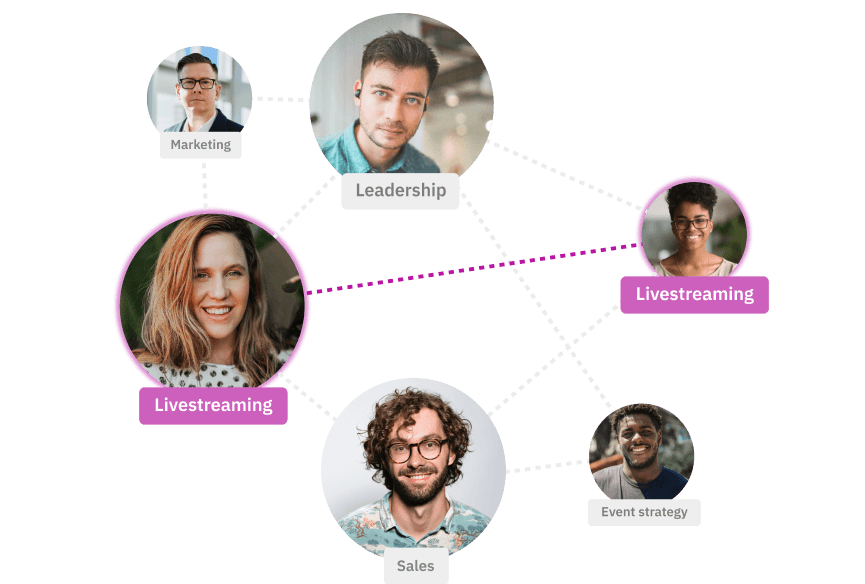 Marketing
Leadership
Livestreaming
Livestreaming
Event strategy
Sales